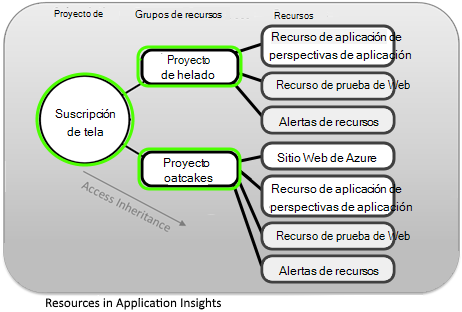 Proyecto de
Grupos de recursos
Recursos
Suscripción
de tela
Proyecto
de helado
Recurso de aplicación de
perspectivas de aplicación
Recurso de prueba de Web
Alertas de recursos
Proyecto
oatcakes
Sitio Web de Azure
Recurso de aplicación de
perspectivas de aplicación
Recurso de prueba de Web
Alertas de recursos
Access Inheritance
Resources in Application Insights